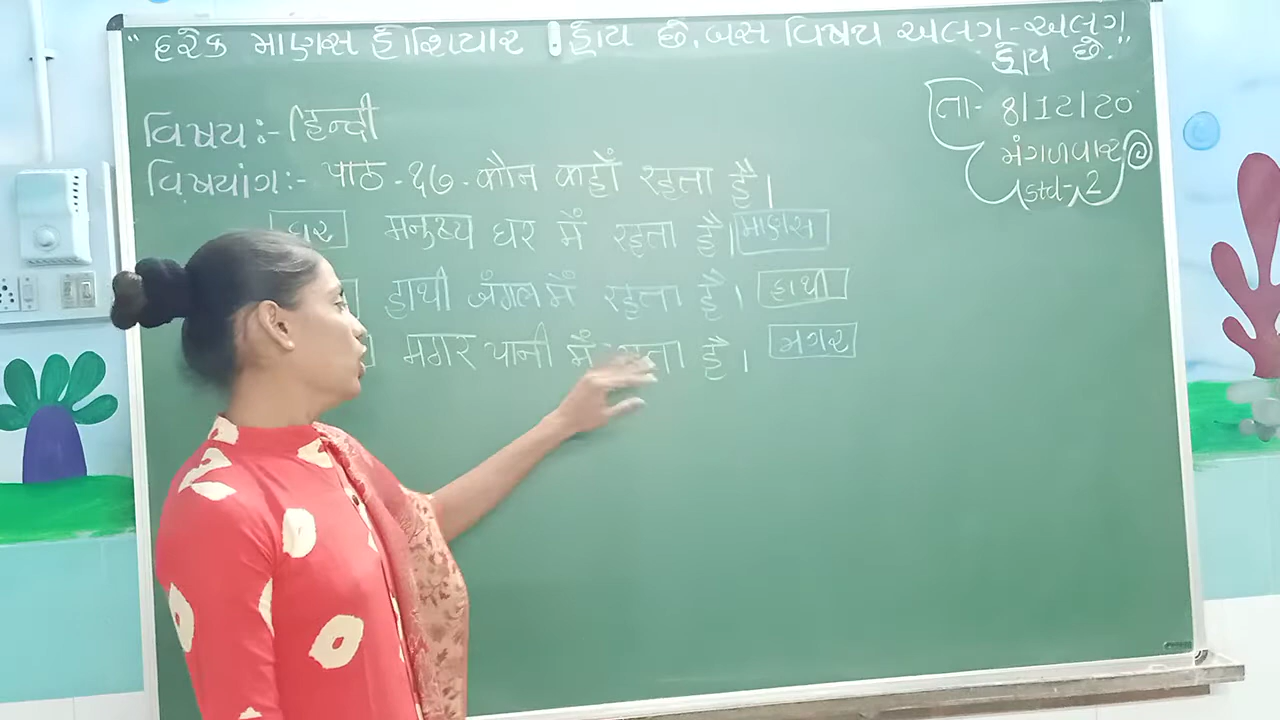 "દરેક માણસ હોશિયાર હોય છે, બસ વિષય અલગ-અલગ
હોય છે."
તા- 8/12/20
મંગળવાર
std-2
વિષય:- हिन्दी
વિષયાંગ:- पाठ-१७. कौन कहाँ रहता है।
ઘર मनुष्य घर में रहता है। માણસ
हाथी जंगल में रहता है। હાથી
मगर पानी में रहता है। મગર